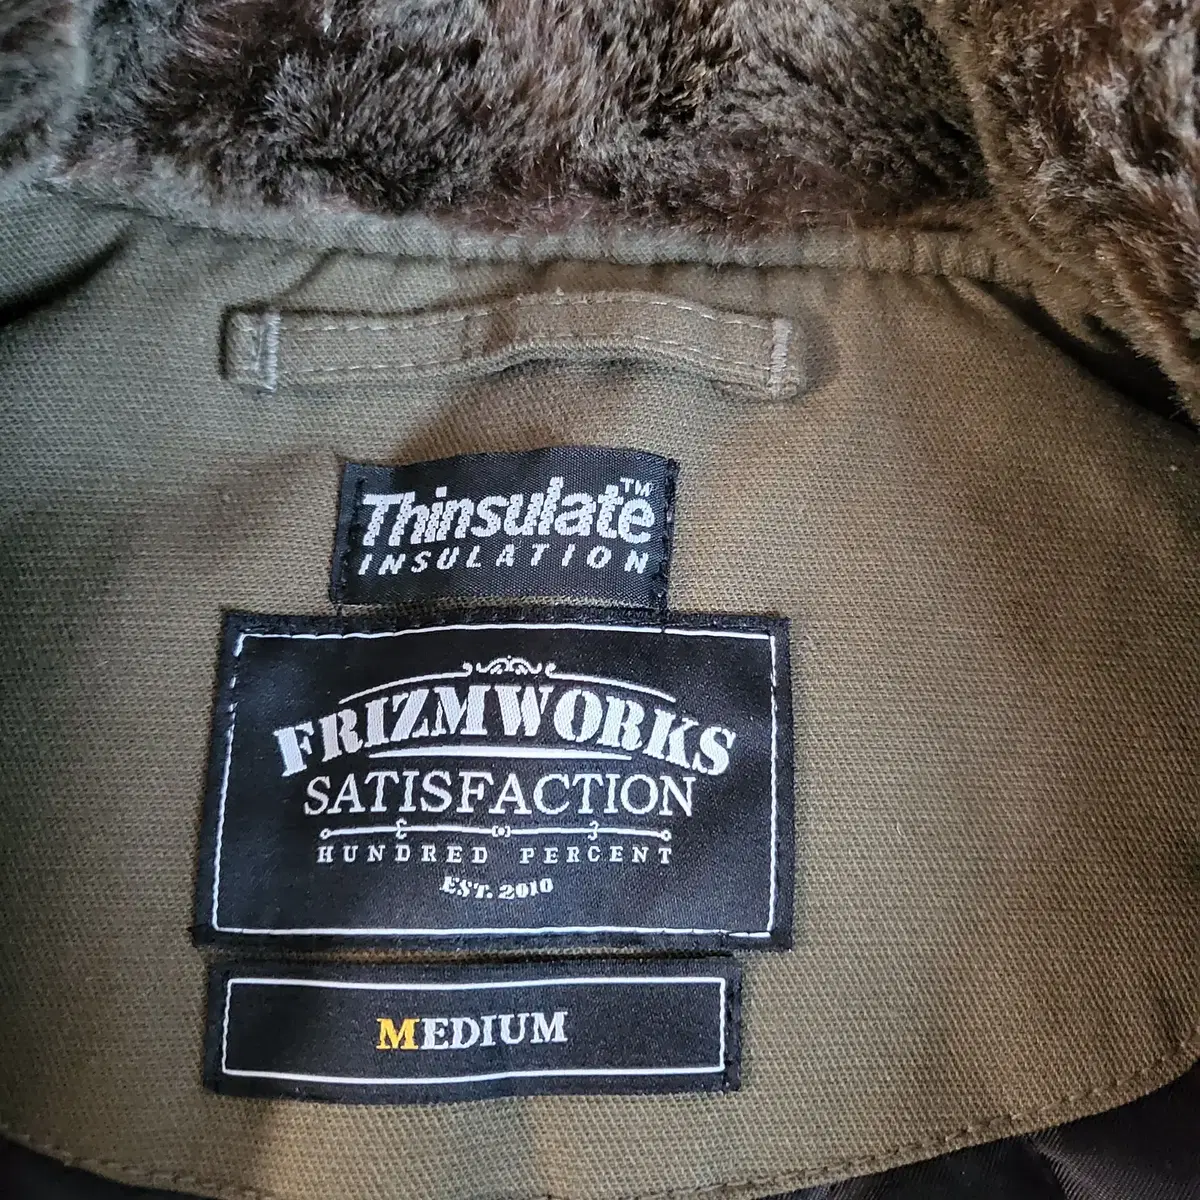 Thinsulate™
INSULATION
FRIZMWORKS
SATISFACTION
HUNDRED PERCENT
EST. 2010
MEDIUM